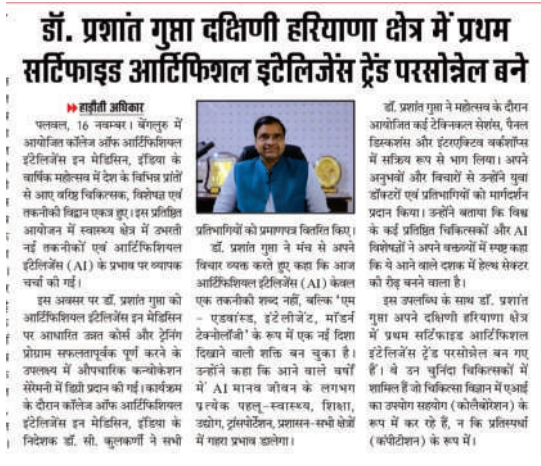 डॉ. प्रशांत गुप्ता दक्षिणी हरियाणा क्षेत्र में प्रथम
सर्टिफाइड आर्टिफिशल इंटेलिजेंस ट्रेंड परसोन्नेल बने
हाड़ौती अधिकार
पलवल, 16 नवम्बर। बेंगलुरु में
आयोजित कॉलेज ऑफ आर्टिफिशियल
इंटेलिजेंस इन मेडिसिन, इंडिया के
वार्षिक महोत्सव में देश के विभिन्न प्रांतों
से आए वरिष्ठ चिकित्सक, विशेषज्ञ एवं
तकनीकी विद्वान एकत्र हुए। इस प्रतिष्ठित
आयोजन में स्वास्थ्य क्षेत्र में उभरती
नई तकनीकों एवं आर्टिफिशियल
इंटेलिजेंस (AI) के प्रभाव पर व्यापक
चर्चा की गई।
इस अवसर पर डॉ. प्रशांत गुप्ता को
आर्टिफिशियल इंटेलिजेंस इन मेडिसिन
पर आधारित उन्नत कोर्स और ट्रेनिंग
प्रोग्राम सफलतापूर्वक पूर्ण करने के
उपलक्ष्य में औपचारिक कन्वोकेशन
सेरेमनी में डिग्री प्रदान की गई। कार्यक्रम
के दौरान कॉलेज ऑफ आर्टिफिशियल
इंटेलिजेंस इन मेडिसिन, इंडिया के
निदेशक डॉ. सी. कुलकर्णी ने सभी
प्रतिभागियों को प्रमाणपत्र वितरित किए।
डॉ. प्रशांत गुप्ता ने मंच से अपने
विचार व्यक्त करते हुए कहा कि आज
आर्टिफिशियल इंटेलिजेंस (AI) केवल
एक तकनीकी शब्द नहीं, बल्कि 'एम
- एडवांस्ड, इंटेलीजेंट, मॉडर्न
टेक्नोलॉजी' के रूप में एक नई दिशा
दिखाने वाली शक्ति बन चुका है।
उन्होंने कहा कि आने वाले वर्षों
में AI मानव जीवन के लगभग
प्रत्येक पहलू-स्वास्थ्य, शिक्षा,
उद्योग, ट्रांसपोर्टेशन, प्रशासन-सभी क्षेत्रों
में गहरा प्रभाव डालेगा।
डॉ. प्रशांत गुप्ता ने महोत्सव के दौरान
आयोजित कई टेक्निकल सेशंस, पैनल
डिस्कशंस और इंटरएक्टिव वर्कशॉप्स
में सक्रिय रूप से भाग लिया। अपने
अनुभवों और विचारों से उन्होंने युवा
डॉक्टरों एवं प्रतिभागियों को मार्गदर्शन
प्रदान किया। उन्होंने बताया कि विश्व
के कई प्रतिष्ठित चिकित्सकों और AI
विशेषज्ञों ने अपने वक्तव्यों में स्पष्ट कहा
कि ये आने वाले दशक में हेल्थ सेक्टर
की रीढ़ बनने वाला है।
इस उपलब्धि के साथ डॉ. प्रशांत
गुप्ता अपने दक्षिणी हरियाणा क्षेत्र
में प्रथम सर्टिफाइड आर्टिफिशल
इंटेलिजेंस ट्रेंड परसोन्नेल बन गए
हैं। वे उन चुनिंदा चिकित्सकों में
शामिल हैं जो चिकित्सा विज्ञान में एआई
का उपयोग सहयोग (कोलैबोरेशन) के
रूप में कर रहे हैं, न कि प्रतिस्पर्धा
(कंपीटीशन) के रूप में।